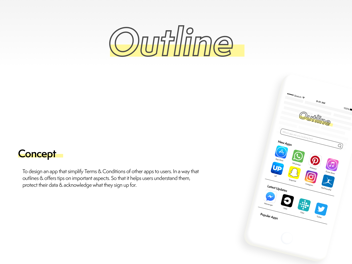 Outline
Concept
To design an app that simplify Terms & Conditions of other apps to users. In a way that
outlines & offers tips on important aspects. So that it helps users understand them,
protect their data & acknowledge what they sign up for.
Outline
New Apps
UP
Latest Updates
Popular Apps